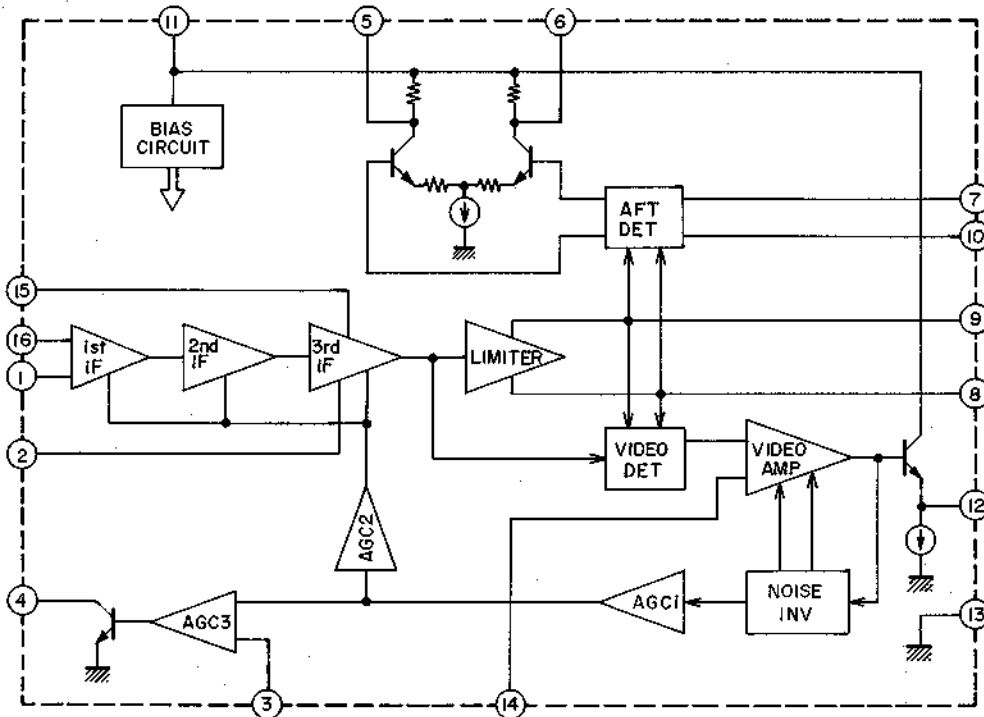 11
5
6
BIAS
CIRCUIT
AFT
DET
7
10
15
16
1st
iF
2nd
iF
3rd
iF
LIMITER
9
1
8
2
VIDEO
DET
VIDEO
AMP
12
AGC2
4
AGC3
AGC1
NOISE
INV
13
3
14